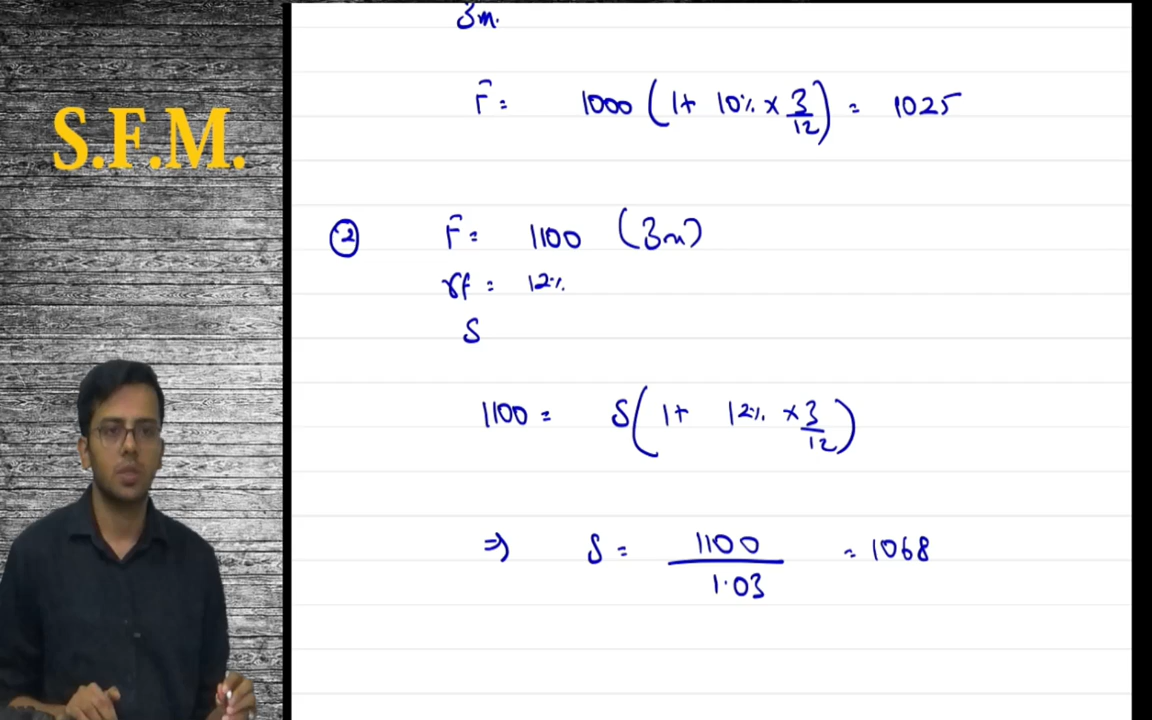 S.F.M.
3m.
F̂ = 1000 (1+ 10% × 3/12) = 1025
② F̂ = 1100 (3m)
rf = 12%
S
1100 = S(1+ 12% × 3/12)
⇒ S = 1100/1.03 = 1068